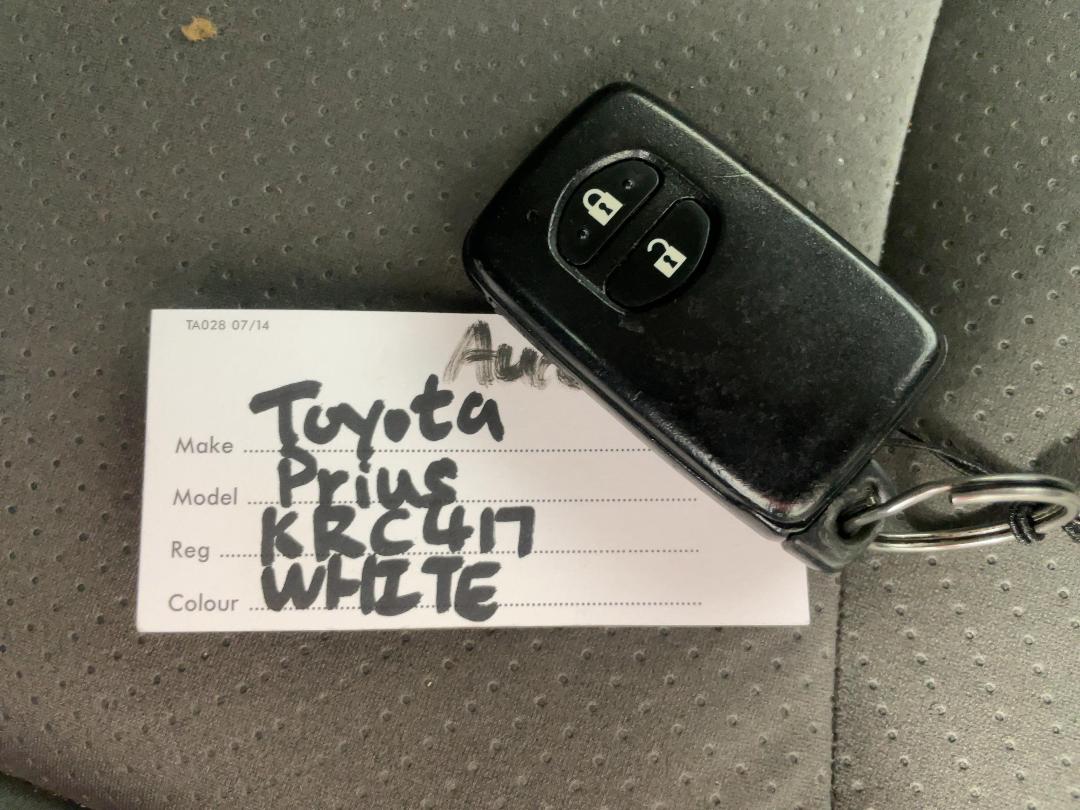 TA028 07/14
Make Toyota
Model Prius
Reg KRC417
Colour WHITE